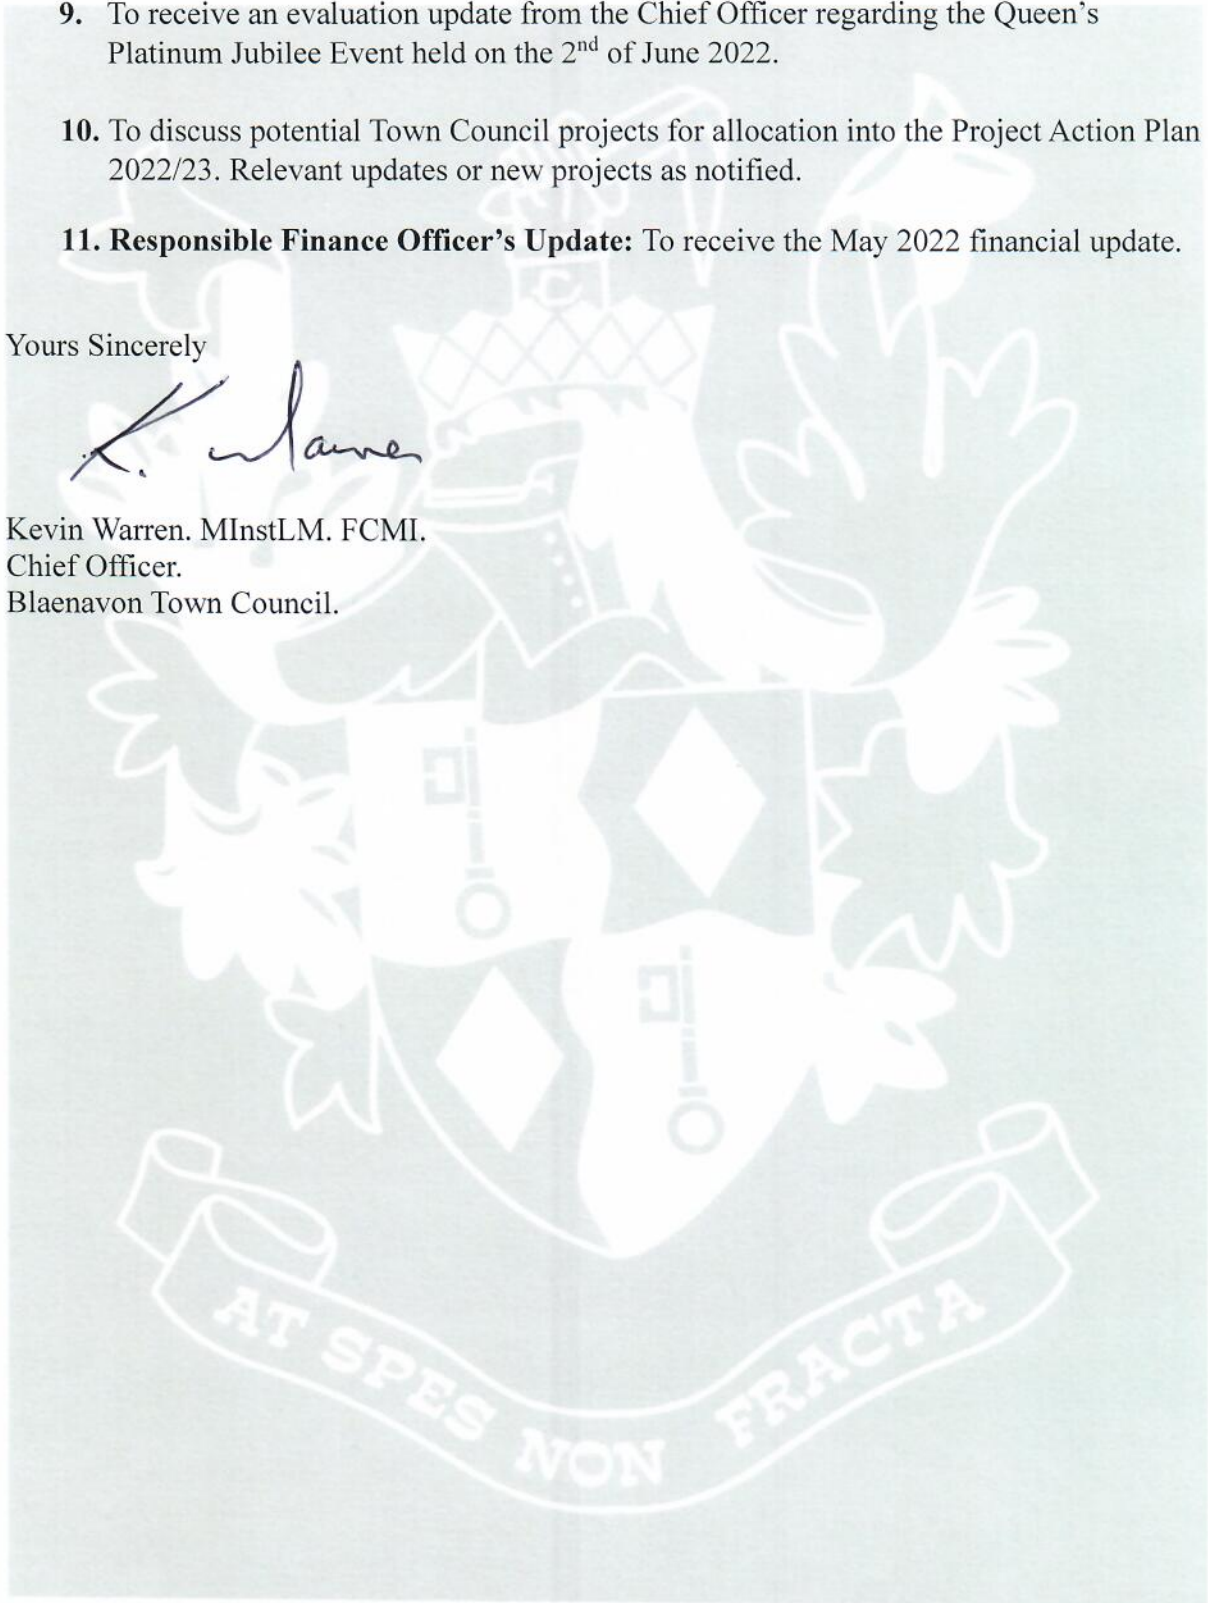 9. To receive an evaluation update from the Chief Officer regarding the Queen's
Platinum Jubilee Event held on the 2nd of June 2022.
10. To discuss potential Town Council projects for allocation into the Project Action Plan
2022/23. Relevant updates or new projects as notified.
11. Responsible Finance Officer's Update: To receive the May 2022 financial update.
Yours Sincerely
K. Warren
Kevin Warren. MInstLM. FCMI.
Chief Officer.
Blaenavon Town Council.
AT SPES NON FRACTA